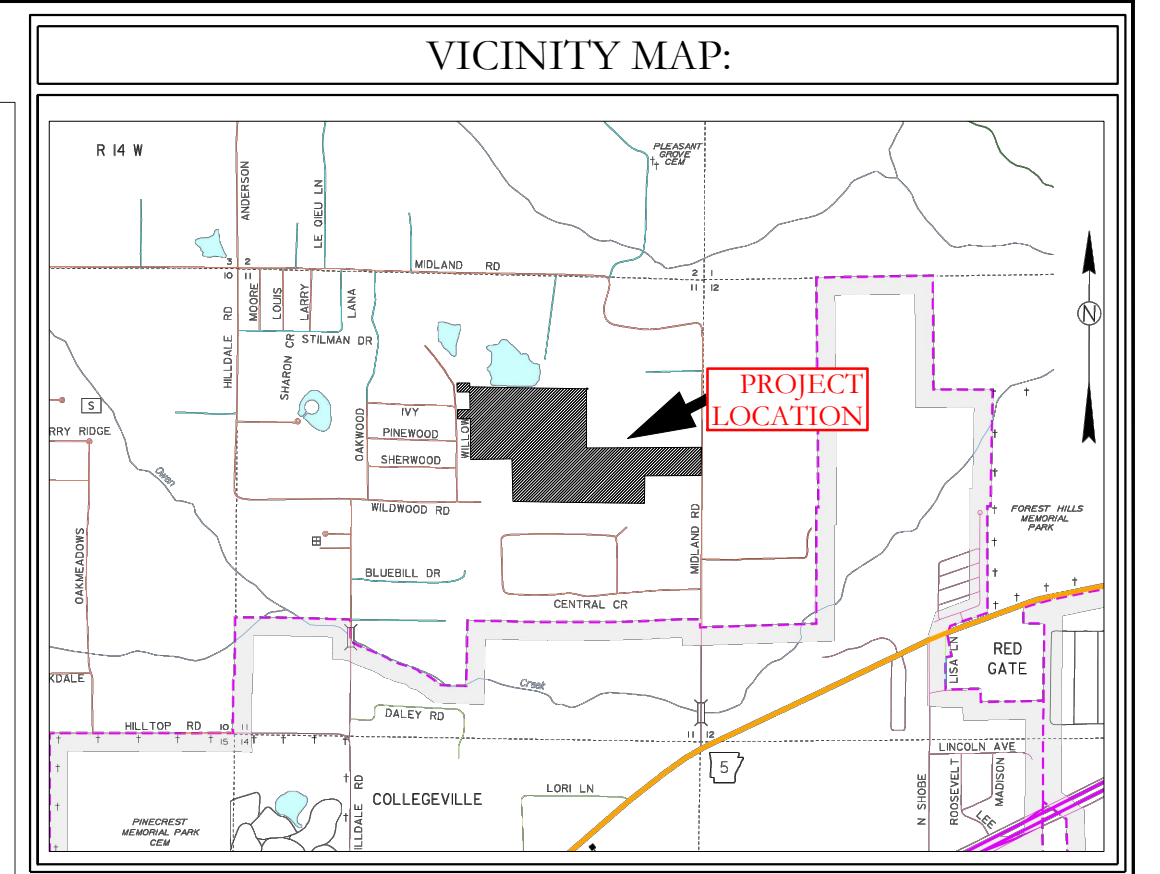 VICINITY MAP:
R 14 W
ANDERSON
LE QIEU LN
PLEASANT
GROVE
CEM
3 2
10 11
MIDLAND RD
2 1
11 12
HILLDALE RD
MOORE
LOUIS
LARRY
LANA
SHARON CR
STILMAN DR
N
PROJECT
LOCATION
S
RRY RIDGE
OAKWOOD
IVY
PINEWOOD
SHERWOOD
WILLOW
WILDWOOD RD
Owen
OAKMEADOWS
MIDLAND RD
FOREST HILLS
MEMORIAL
PARK
BLUEBILL DR
CENTRAL CR
LISA LN
RED
GATE
KDALE
Creek
DALEY RD
HILLTOP RD
10 11
15 14
11 12
5
LINCOLN AVE
COLLEGEVILLE
ILLDALE RD
LORI LN
N SHOBE
ROOSEVELT
MADISON
LEE
PINECREST
MEMORIAL PARK
CEM